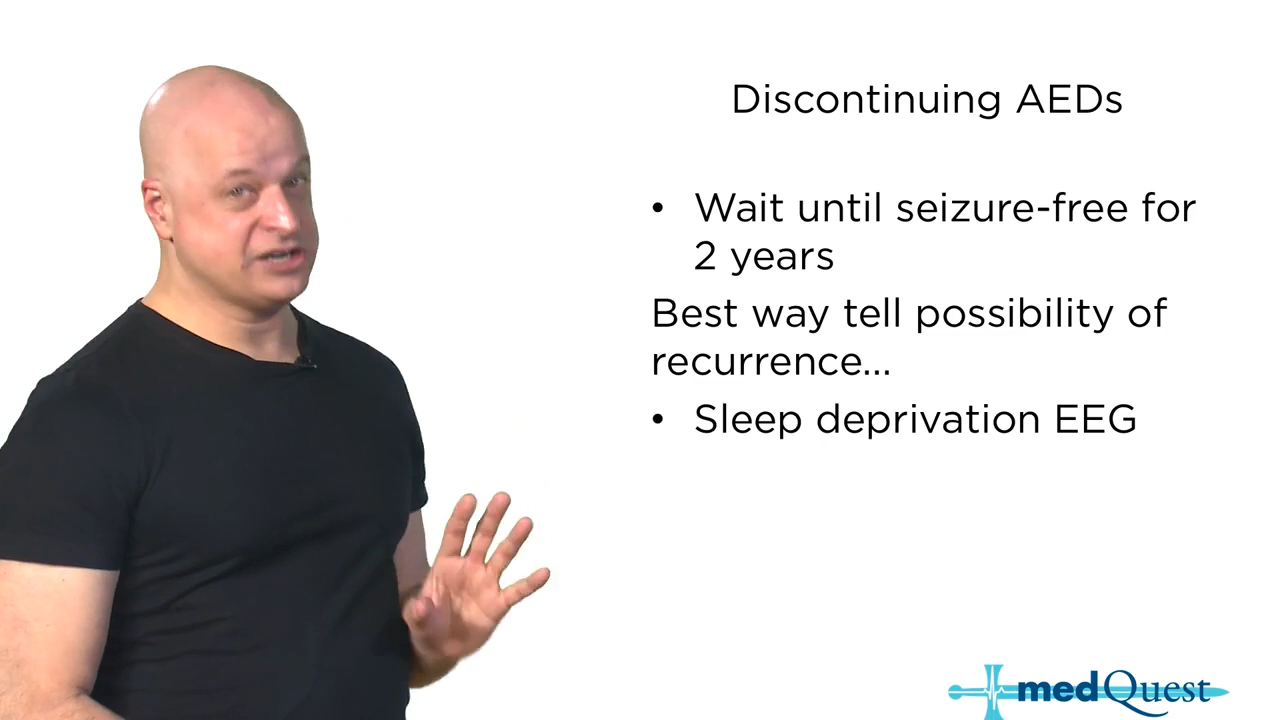 Discontinuing AEDs
• Wait until seizure-free for
2 years
Best way tell possibility of
recurrence...
• Sleep deprivation EEG
medQuest